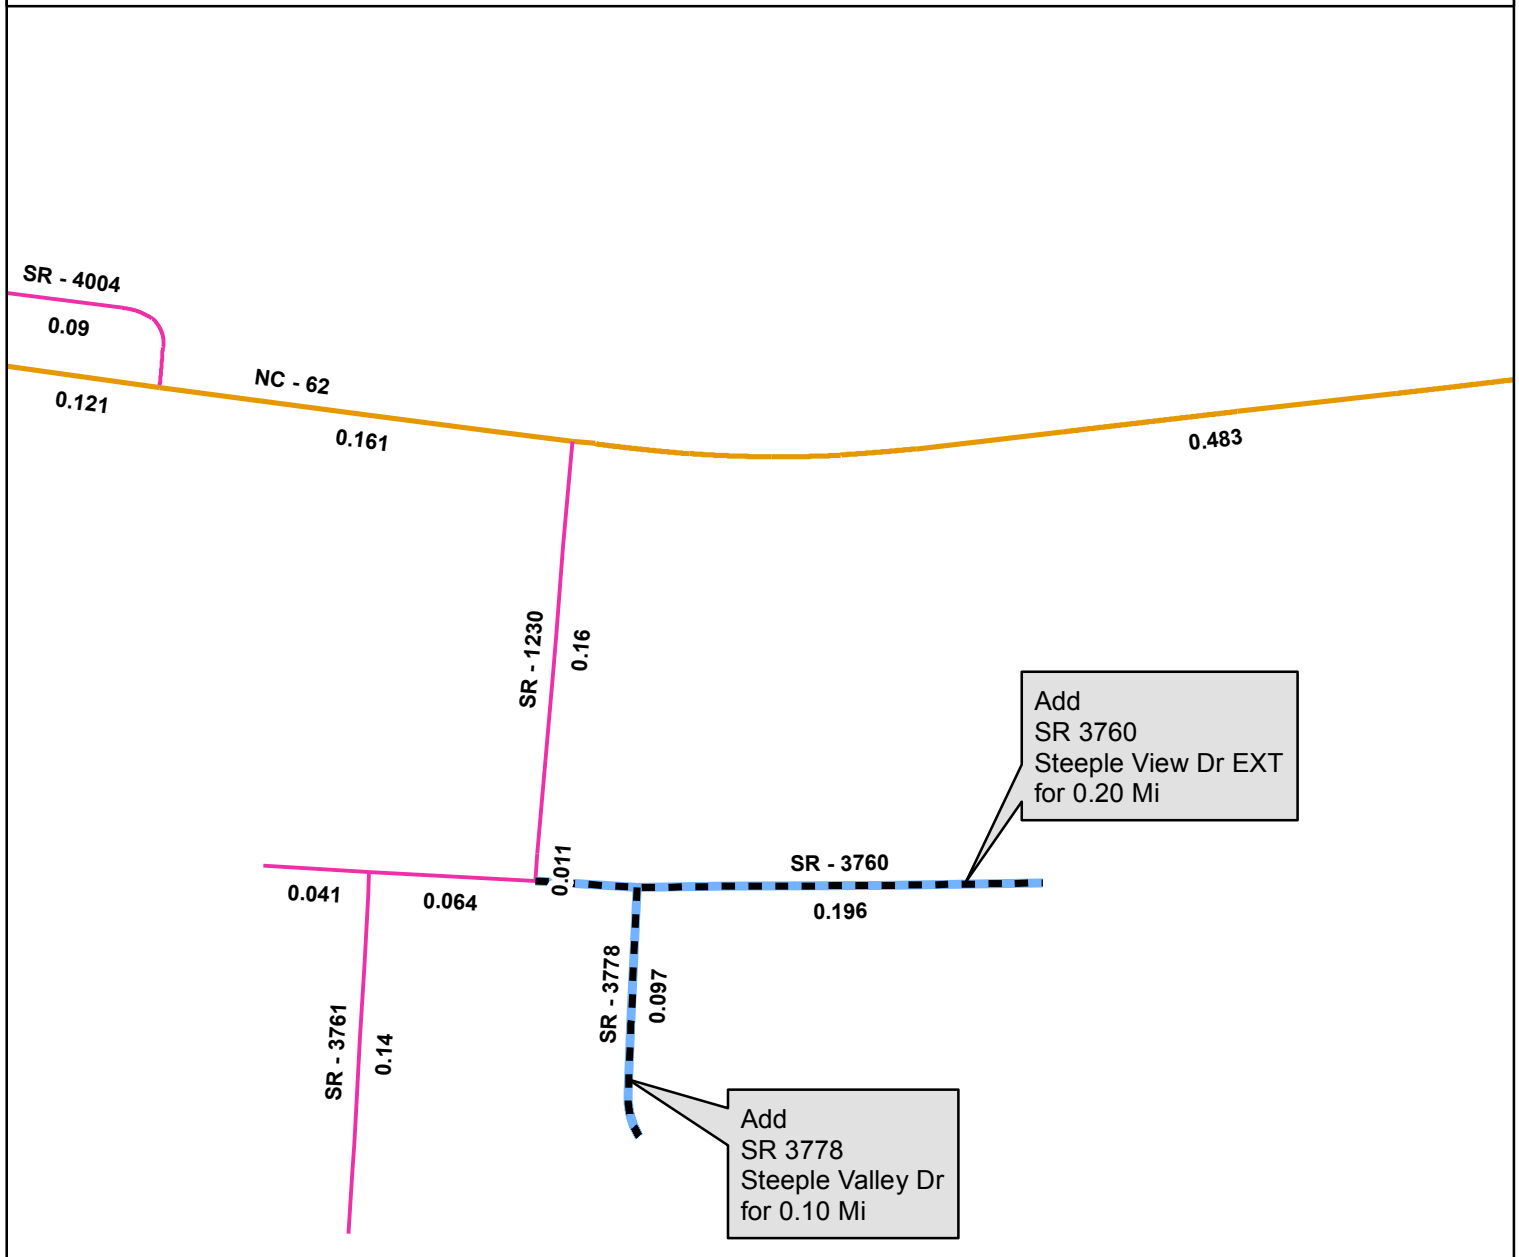 SR - 4004
0.09
NC - 62
0.121
0.161
0.483
SR - 1230
0.16
Add
SR 3760
Steeple View Dr EXT
for 0.20 Mi
0.011
SR - 3760
0.041
0.064
0.196
SR - 3778
0.097
SR - 3761
0.14
Add
SR 3778
Steeple Valley Dr
for 0.10 Mi